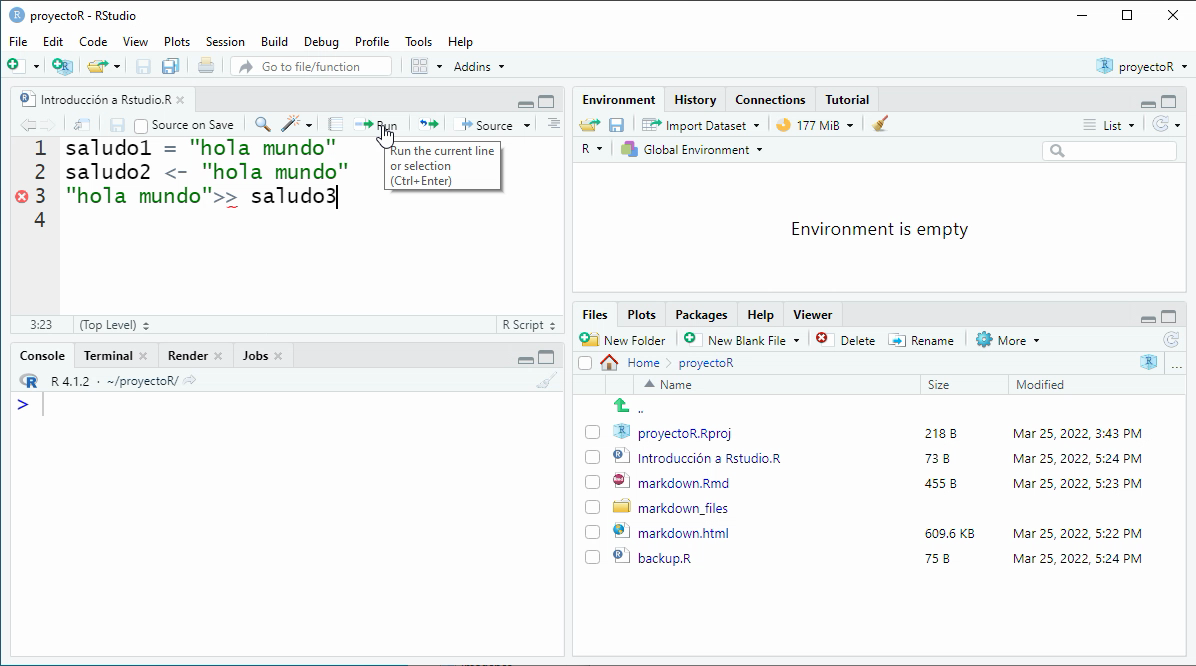 proyectoR - RStudio
File Edit Code View Plots Session Build Debug Profile Tools Help
Go to file/function Addins proyectoR
Introducción a Rstudio.R
Source on Save Run Source
Run the current line
or selection
(Ctrl+Enter)
1 saludo1 = "hola mundo"
2 saludo2 <- "hola mundo"
3 "hola mundo">> saludo3
4
3:23 (Top Level) R Script
Console Terminal Render Jobs
R 4.1.2 · ~/proyectoR/
>
Environment History Connections Tutorial
Import Dataset 177 MiB List
R Global Environment
Environment is empty
Files Plots Packages Help Viewer
New Folder New Blank File Delete Rename More
Home proyectoR ...
Name Size Modified
..
proyectoR.Rproj 218 B Mar 25, 2022, 3:43 PM
Introducción a Rstudio.R 73 B Mar 25, 2022, 5:24 PM
markdown.Rmd 455 B Mar 25, 2022, 5:23 PM
markdown_files
markdown.html 609.6 KB Mar 25, 2022, 5:22 PM
backup.R 75 B Mar 25, 2022, 5:24 PM